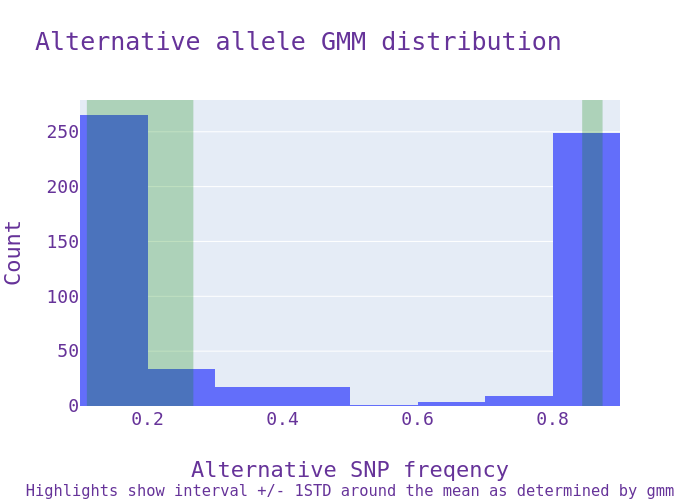 Alternative allele GMM distribution
250
200
150
100
50
0
Count
0.2 0.4 0.6 0.8
Alternative SNP freqency
Highlights show interval +/- 1STD around the mean as determined by gmm